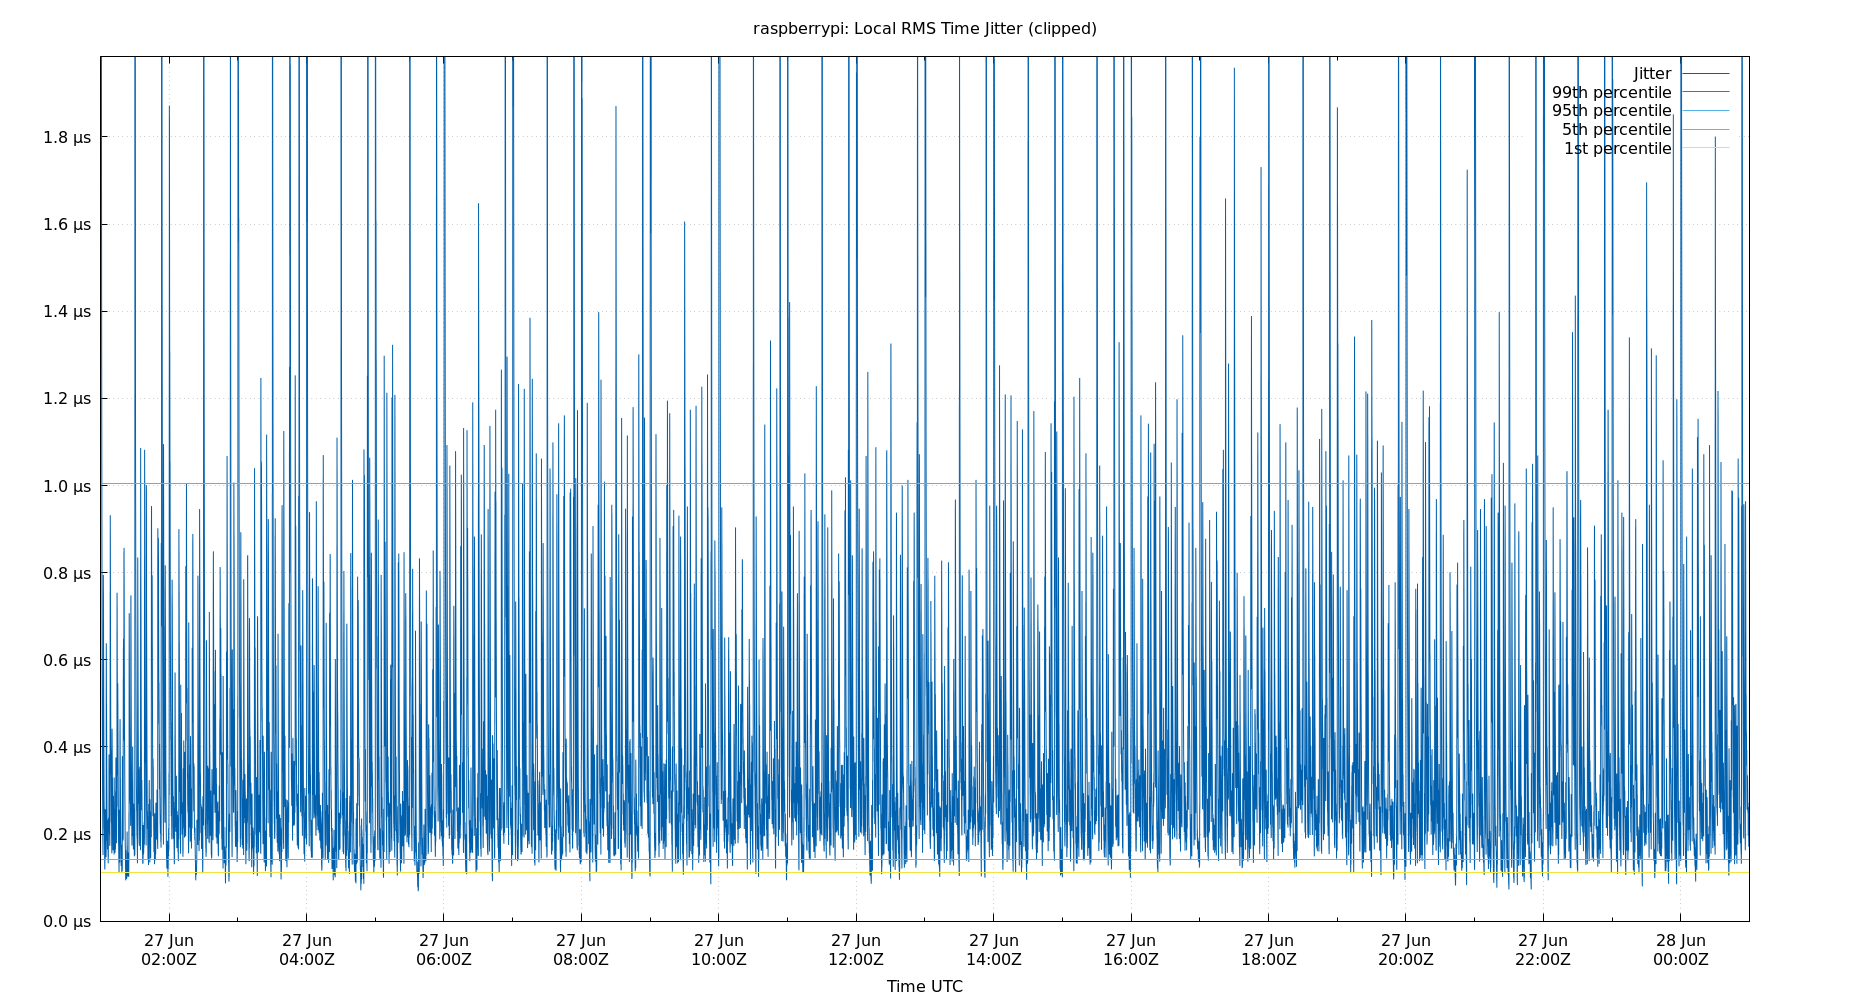 raspberrypi: Local RMS Time Jitter (clipped)
Jitter
99th percentile
95th percentile
5th percentile
1st percentile
1.8 µs
1.6 µs
1.4 µs
1.2 µs
1.0 µs
0.8 µs
0.6 µs
0.4 µs
0.2 µs
0.0 µs
27 Jun 27 Jun 27 Jun 27 Jun 27 Jun 27 Jun 27 Jun 27 Jun 27 Jun 27 Jun 27 Jun 28 Jun
02:00Z 04:00Z 06:00Z 08:00Z 10:00Z 12:00Z 14:00Z 16:00Z 18:00Z 20:00Z 22:00Z 00:00Z
Time UTC